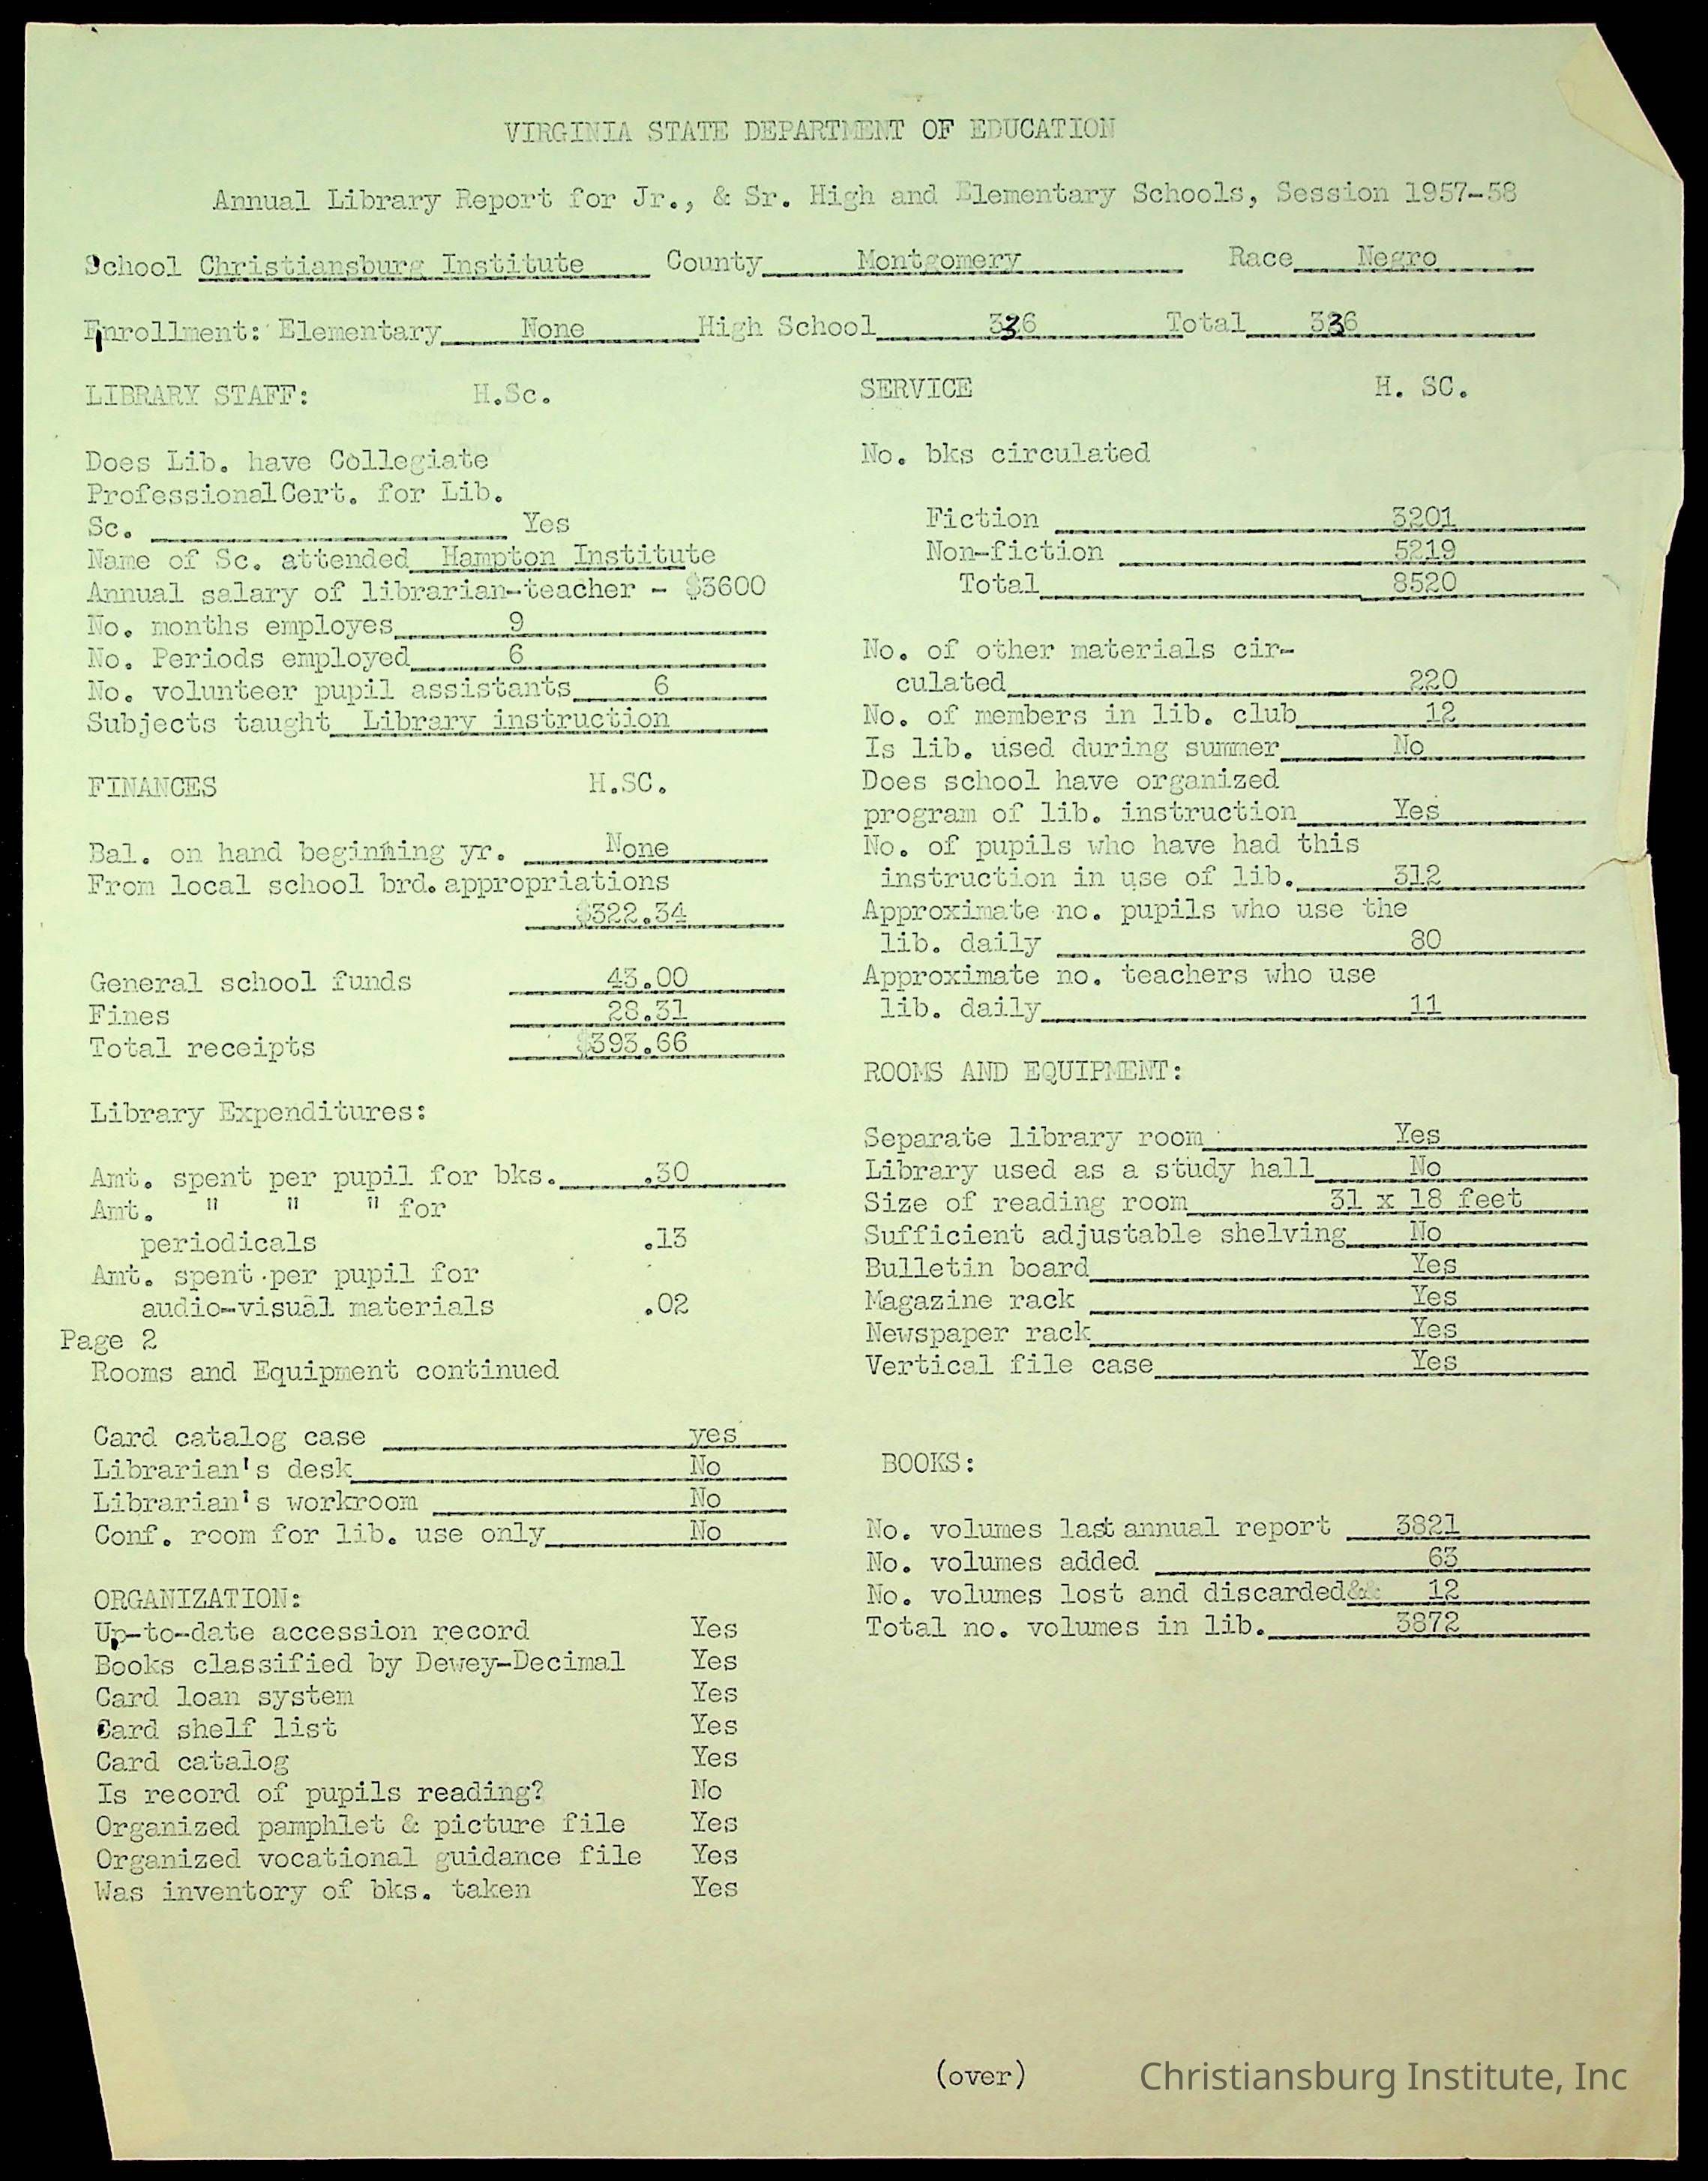 VIRGINIA STATE DEPARTMENT OF EDUCATION
Annual Library Report for Jr., & Sr. High and Elementary Schools, Session 1957-58
School Christiansburg Institute County Montgomery Race Negro
Enrollment: Elementary None High School 336 Total 336
LIBRARY STAFF: H.Sc.
Does Lib. have Collegiate
Professional Cert. for Lib.
Sc. Yes
Name of Sc. attended Hampton Institute
Annual salary of librarian-teacher - $3600
No. months employes 9
No. Periods employed 6
No. volunteer pupil assistants 6
Subjects taught Library instruction
FINANCES H.SC.
Bal. on hand beginning yr. None
From local school brd. appropriations
$322.34
General school funds 43.00
Fines 28.31
Total receipts $393.66
Library Expenditures:
Amt. spent per pupil for bks. .30
Amt. " " " for
periodicals .13
Amt. spent per pupil for
audio-visual materials .02
Page 2
Rooms and Equipment continued
Card catalog case yes
Librarian's desk No
Librarian's workroom No
Conf. room for lib. use only No
ORGANIZATION:
Up-to-date accession record Yes
Books classified by Dewey-Decimal Yes
Card loan system Yes
Card shelf list Yes
Card catalog Yes
Is record of pupils reading? No
Organized pamphlet & picture file Yes
Organized vocational guidance file Yes
Was inventory of bks. taken Yes
SERVICE H. SC.
No. bks circulated
Fiction 3201
Non-fiction 5219
Total 8520
No. of other materials cir-
culated 220
No. of members in lib. club 12
Is lib. used during summer No
Does school have organized
program of lib. instruction Yes
No. of pupils who have had this
instruction in use of lib. 312
Approximate no. pupils who use the
lib. daily 80
Approximate no. teachers who use
lib. daily 11
ROOMS AND EQUIPMENT:
Separate library room Yes
Library used as a study hall No
Size of reading room 31 x 18 feet
Sufficient adjustable shelving No
Bulletin board Yes
Magazine rack Yes
Newspaper rack Yes
Vertical file case Yes
BOOKS:
No. volumes last annual report 3821
No. volumes added 63
No. volumes lost and discarded&& 12
Total no. volumes in lib. 3872
(over)
Christiansburg Institute, Inc